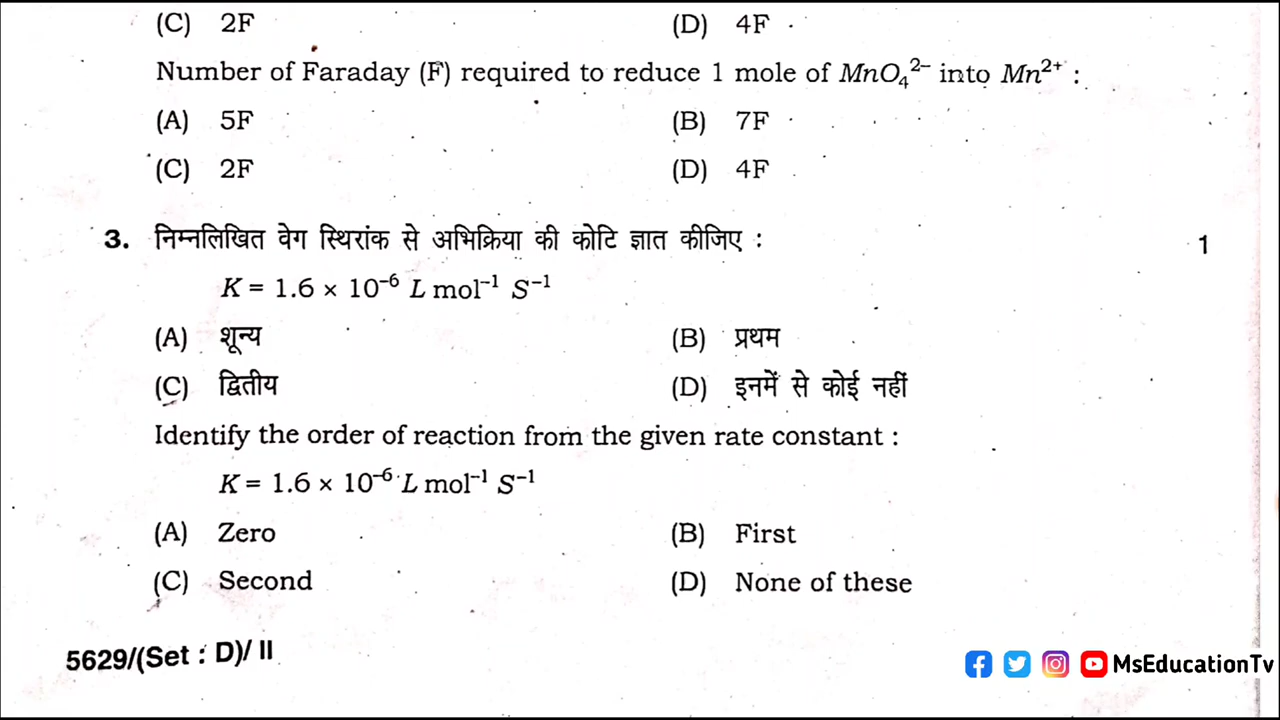 (C) 2F (D) 4F
Number of Faraday (F) required to reduce 1 mole of MnO₄²⁻ into Mn²⁺ :
(A) 5F (B) 7F
(C) 2F (D) 4F
3. निम्नलिखित वेग स्थिरांक से अभिक्रिया की कोटि ज्ञात कीजिए : 1
K = 1.6 × 10⁻⁶ L mol⁻¹ S⁻¹
(A) शून्य (B) प्रथम
(C) द्वितीय (D) इनमें से कोई नहीं
Identify the order of reaction from the given rate constant :
K = 1.6 × 10⁻⁶ L mol⁻¹ S⁻¹
(A) Zero (B) First
(C) Second (D) None of these
5629/(Set : D)/ II
MsEducationTv